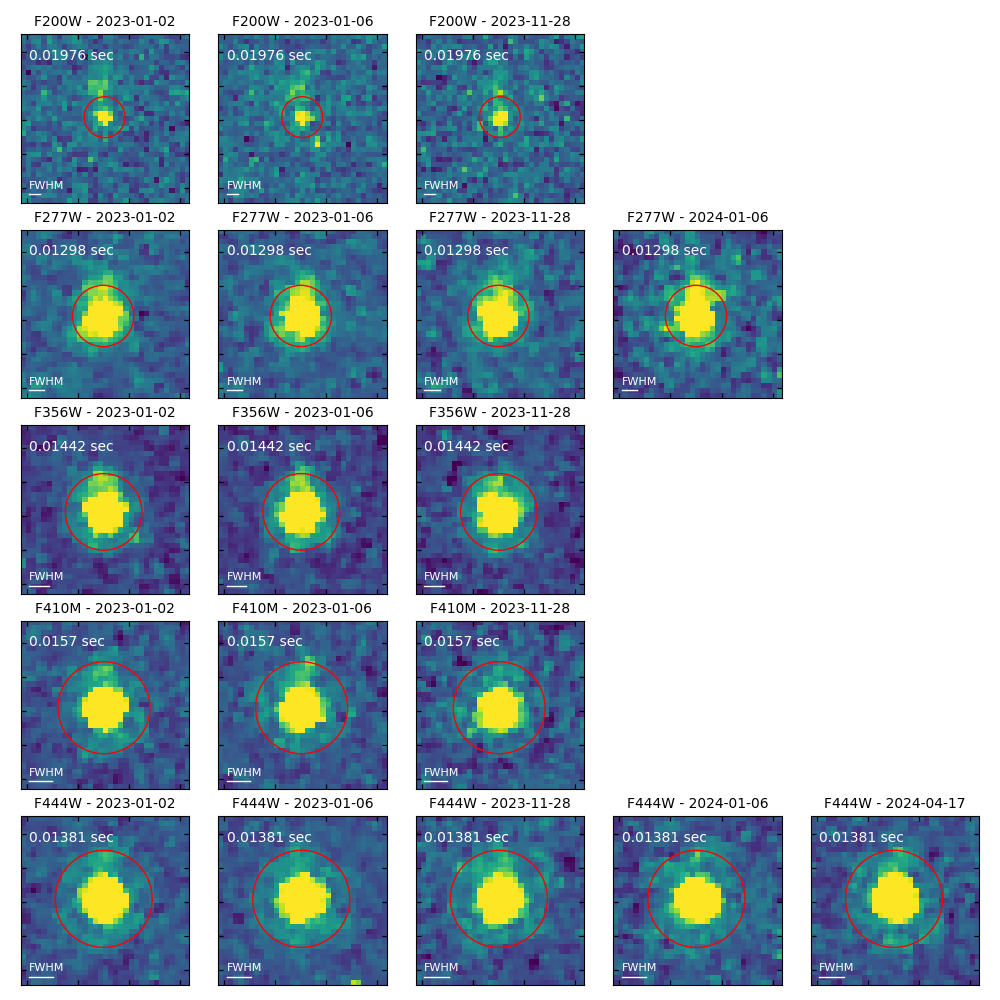 F200W - 2023-01-02
F200W - 2023-01-06
F200W - 2023-11-28
0.01976 sec
0.01976 sec
0.01976 sec
FWHM
FWHM
FWHM
F277W - 2023-01-02
F277W - 2023-01-06
F277W - 2023-11-28
F277W - 2024-01-06
0.01298 sec
0.01298 sec
0.01298 sec
0.01298 sec
FWHM
FWHM
FWHM
FWHM
F356W - 2023-01-02
F356W - 2023-01-06
F356W - 2023-11-28
0.01442 sec
0.01442 sec
0.01442 sec
FWHM
FWHM
FWHM
F410M - 2023-01-02
F410M - 2023-01-06
F410M - 2023-11-28
0.0157 sec
0.0157 sec
0.0157 sec
FWHM
FWHM
FWHM
F444W - 2023-01-02
F444W - 2023-01-06
F444W - 2023-11-28
F444W - 2024-01-06
F444W - 2024-04-17
0.01381 sec
0.01381 sec
0.01381 sec
0.01381 sec
0.01381 sec
FWHM
FWHM
FWHM
FWHM
FWHM